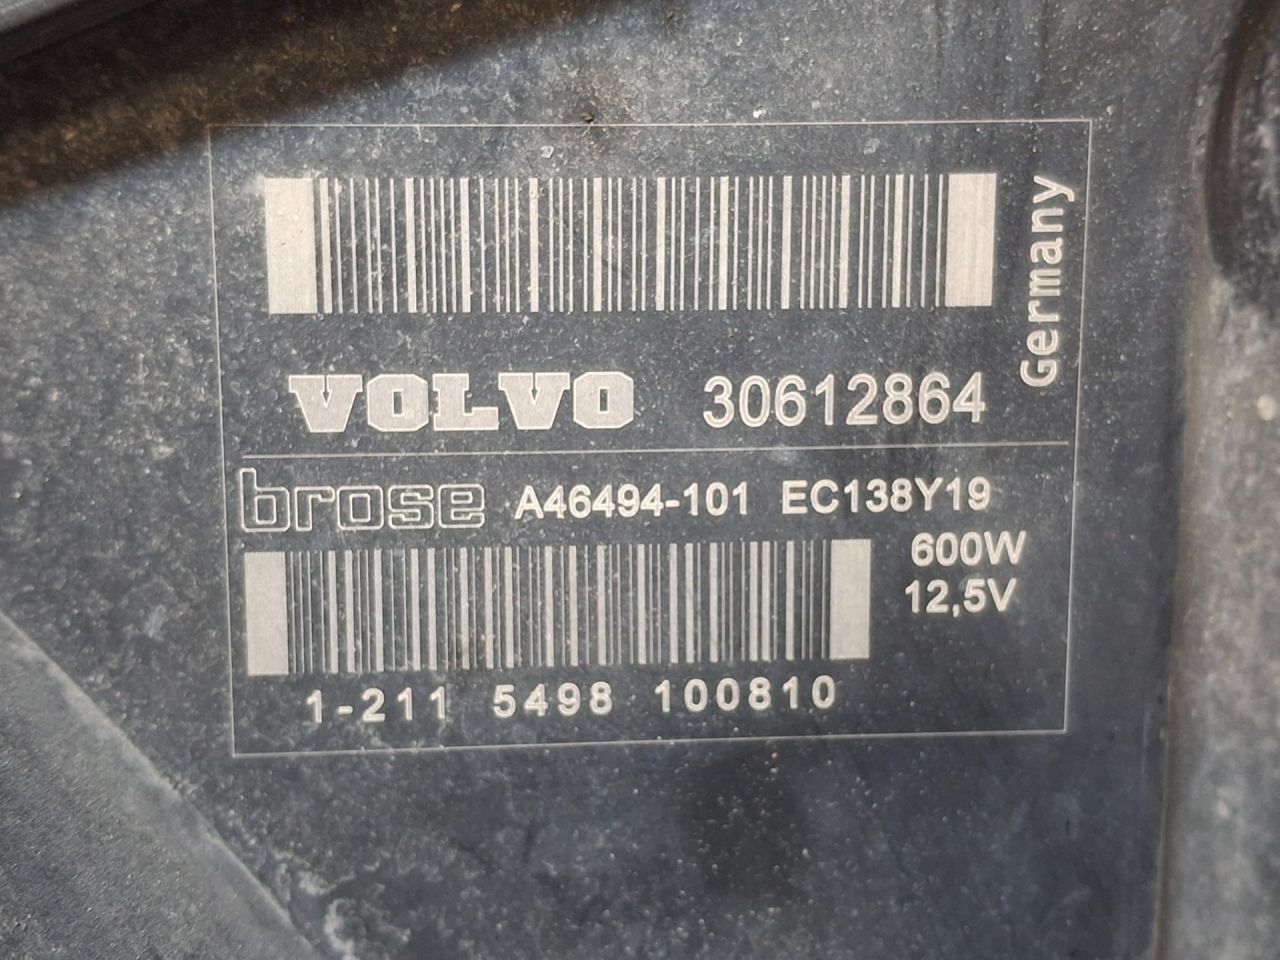 Germany
VOLVO 30612864
brose A46494-101 EC138Y19
600W
12,5V
1-211 5498 100810